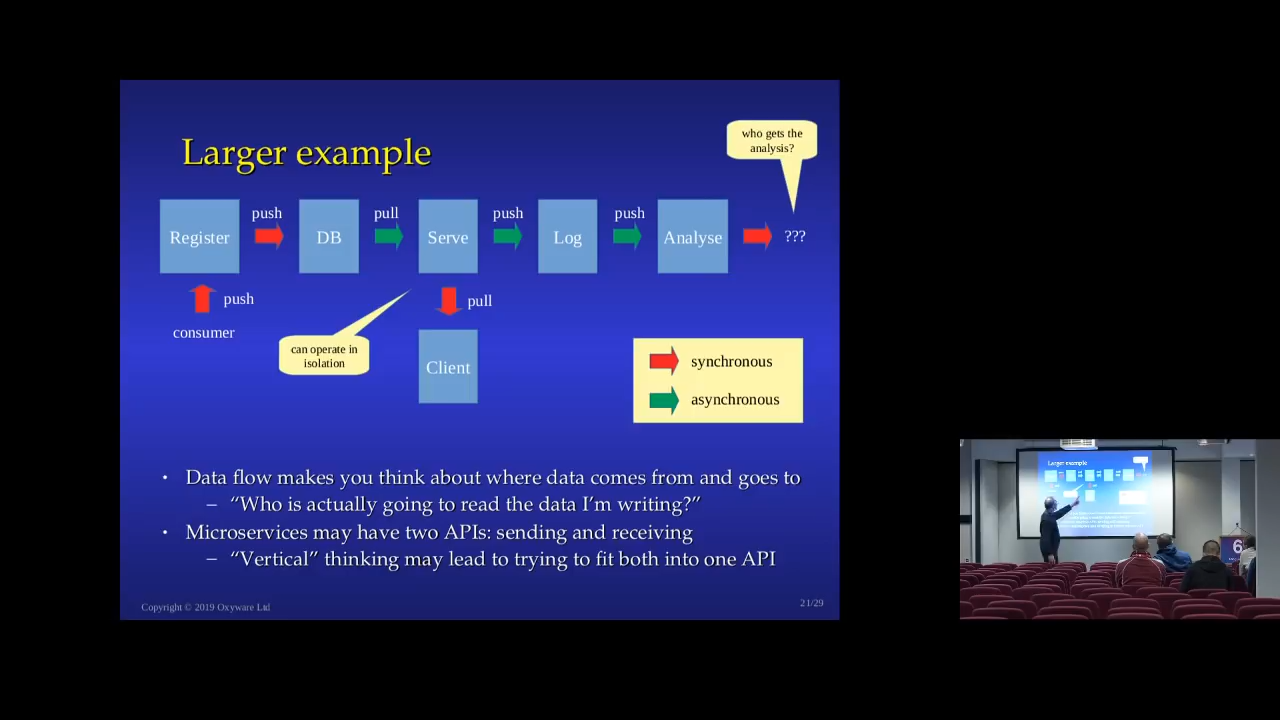 Larger example
who gets the
analysis?
Register
push
DB
pull
Serve
push
Log
push
Analyse
???
push
consumer
can operate in
isolation
pull
Client
synchronous
asynchronous
• Data flow makes you think about where data comes from and goes to
– “Who is actually going to read the data I’m writing?”
• Microservices may have two APIs: sending and receiving
– “Vertical” thinking may lead to trying to fit both into one API
Copyright © 2019 Oxyware Ltd
21/29
Larger example
6